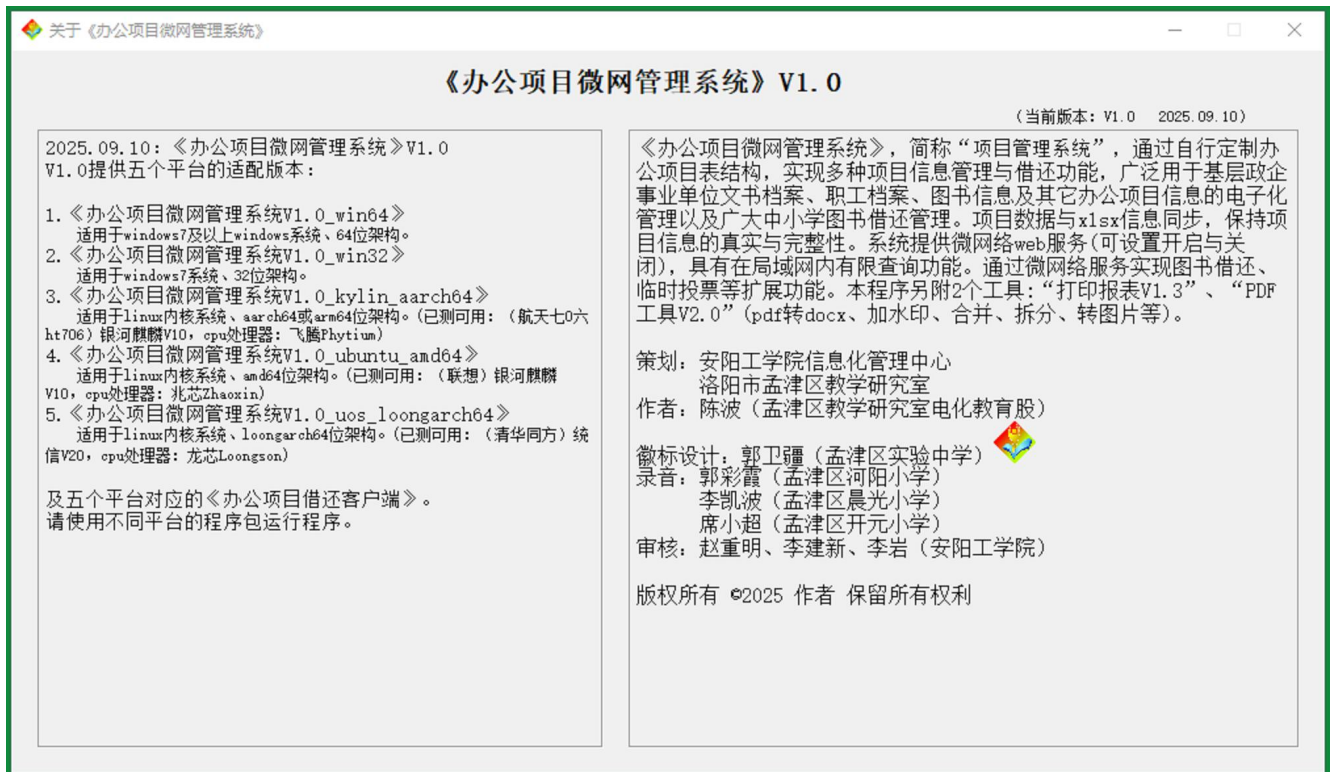 关于《办公项目微网管理系统》
《办公项目微网管理系统》V1.0
(当前版本: V1.0 2025.09.10)
2025.09.10:《办公项目微网管理系统》V1.0
V1.0提供五个平台的适配版本:
1.《办公项目微网管理系统V1.0_win64》
适用于windows7及以上windows系统、64位架构。
2.《办公项目微网管理系统V1.0_win32》
适用于windows7系统、32位架构。
3.《办公项目微网管理系统V1.0_kylin_aarch64》
适用于linux内核系统、aarch64或arm64位架构。(已测可用:(航天七0六
ht706)银河麒麟V10,cpu处理器:飞腾Phytium)
4.《办公项目微网管理系统V1.0_ubuntu_amd64》
适用于linux内核系统、amd64位架构。(已测可用:(联想)银河麒麟
V10,cpu处理器:兆芯Zhaoxin)
5.《办公项目微网管理系统V1.0_uos_loongarch64》
适用于linux内核系统、loongarch64位架构。(已测可用:(清华同方)统
信V20,cpu处理器:龙芯Loongson)
及五个平台对应的《办公项目借还客户端》。
请使用不同平台的程序包运行程序。
《办公项目微网管理系统》,简称“项目管理系统”,通过自行定制办
公项目表结构,实现多种项目信息管理与借还功能,广泛用于基层政企
事业单位文书档案、职工档案、图书信息及其它办公项目信息的电子化
管理以及广大中小学图书借还管理。项目数据与xlsx信息同步,保持项
目信息的真实与完整性。系统提供微网络web服务(可设置开启与关
闭),具有在局域网内有限查询功能。通过微网络服务实现图书借还、
临时投票等扩展功能。本程序另附2个工具:“打印报表V1.3”、“PDF
工具V2.0”(pdf转docx、加水印、合并、拆分、转图片等)。
策划:安阳工学院信息化管理中心
洛阳市孟津区教学研究室
作者:陈波(孟津区教学研究室电化教育股)
徽标设计:郭卫疆(孟津区实验中学)
录音:郭彩霞(孟津区河阳小学)
李凯波(孟津区晨光小学)
席小超(孟津区开元小学)
审核:赵重明、李建新、李岩(安阳工学院)
版权所有 ©2025 作者 保留所有权利